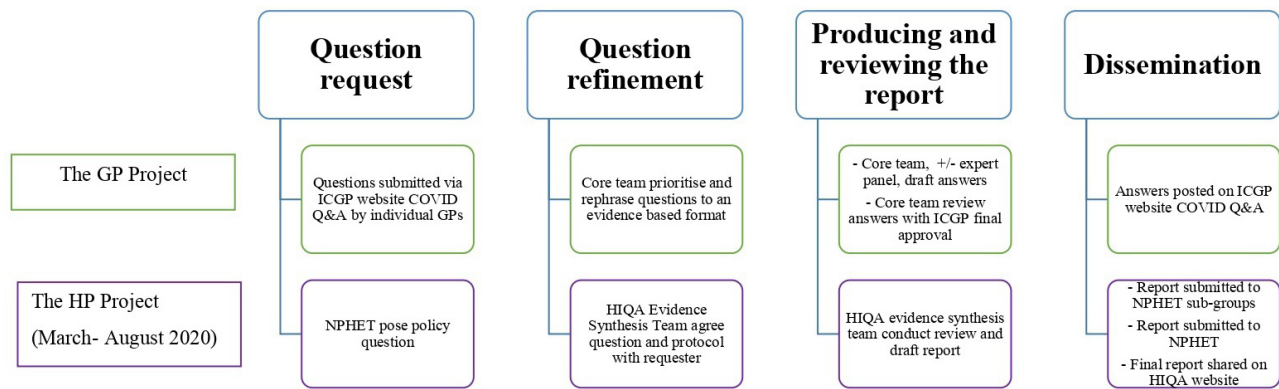 Question
request
Question
refinement
Producing and
reviewing the
report
Dissemination
The GP Project
Questions submitted via
ICGP website COVID
Q&A by individual GPs
Core team prioritise and
rephrase questions to an
evidence based format
- Core team, +/- expert
panel, draft answers
- Core team review
answers with ICGP final
approval
Answers posted on ICGP
website COVID Q&A
The HP Project
(March- August 2020)
NPHET pose policy
question
HIQA Evidence
Synthesis Team agree
question and protocol
with requester
HIQA evidence synthesis
team conduct review and
draft report
- Report submitted to
NPHET sub-groups
- Report submitted to
NPHET
- Final report shared on
HIQA website